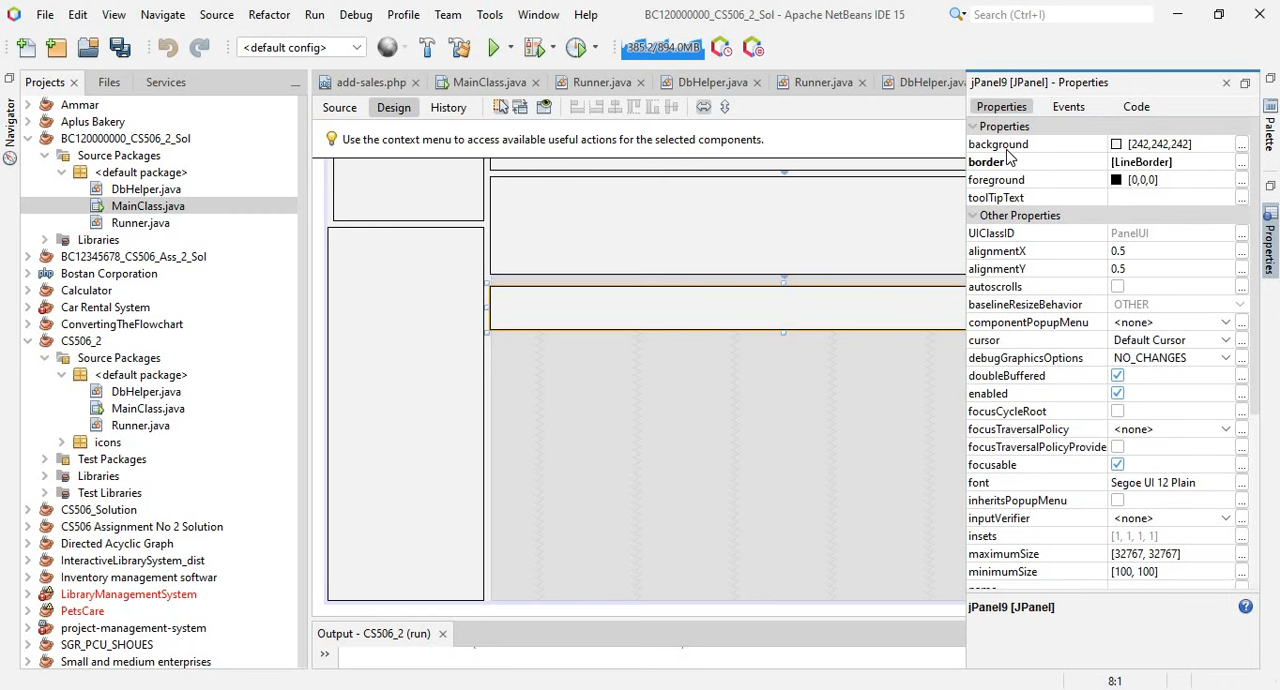 File Edit View Navigate Source Refactor Run Debug Profile Team Tools Window Help BC120000000_CS506_2_Sol - Apache NetBeans IDE 15 Search (Ctrl+I)
<default config> 385.2/894.0MB
Projects Files Services
Navigator
Ammar
Aplus Bakery
BC120000000_CS506_2_Sol
Source Packages
<default package>
DbHelper.java
MainClass.java
Runner.java
Libraries
BC12345678_CS506_Ass_2_Sol
Bostan Corporation
Calculator
Car Rental System
ConvertingTheFlowchart
CS506_2
Source Packages
<default package>
DbHelper.java
MainClass.java
Runner.java
icons
Test Packages
Libraries
Test Libraries
CS506_Solution
CS506 Assignment No 2 Solution
Directed Acyclic Graph
InteractiveLibrarySystem_dist
Inventory management softwar
LibraryManagementSystem
PetsCare
project-management-system
SGR_PCU_SHOUES
Small and medium enterprises
add-sales.php MainClass.java Runner.java DbHelper.java Runner.java DbHelper.java
Source Design History
Use the context menu to access available useful actions for the selected components.
Output - CS506_2 (run)
jPanel9 [JPanel] - Properties
Properties Events Code
Properties
background [242,242,242] ...
border [LineBorder] ...
foreground [0,0,0] ...
toolTipText ...
Other Properties
UIClassID PanelUI ...
alignmentX 0.5 ...
alignmentY 0.5 ...
autoscrolls ...
baselineResizeBehavior OTHER
componentPopupMenu <none> ...
cursor Default Cursor ...
debugGraphicsOptions NO_CHANGES ...
doubleBuffered ...
enabled ...
focusCycleRoot ...
focusTraversalPolicy <none> ...
focusTraversalPolicyProvide ...
focusable ...
font Segoe UI 12 Plain ...
inheritsPopupMenu ...
inputVerifier <none> ...
insets [1, 1, 1, 1] ...
maximumSize [32767, 32767] ...
minimumSize [100, 100] ...
jPanel9 [JPanel]
Palette
Properties
8:1